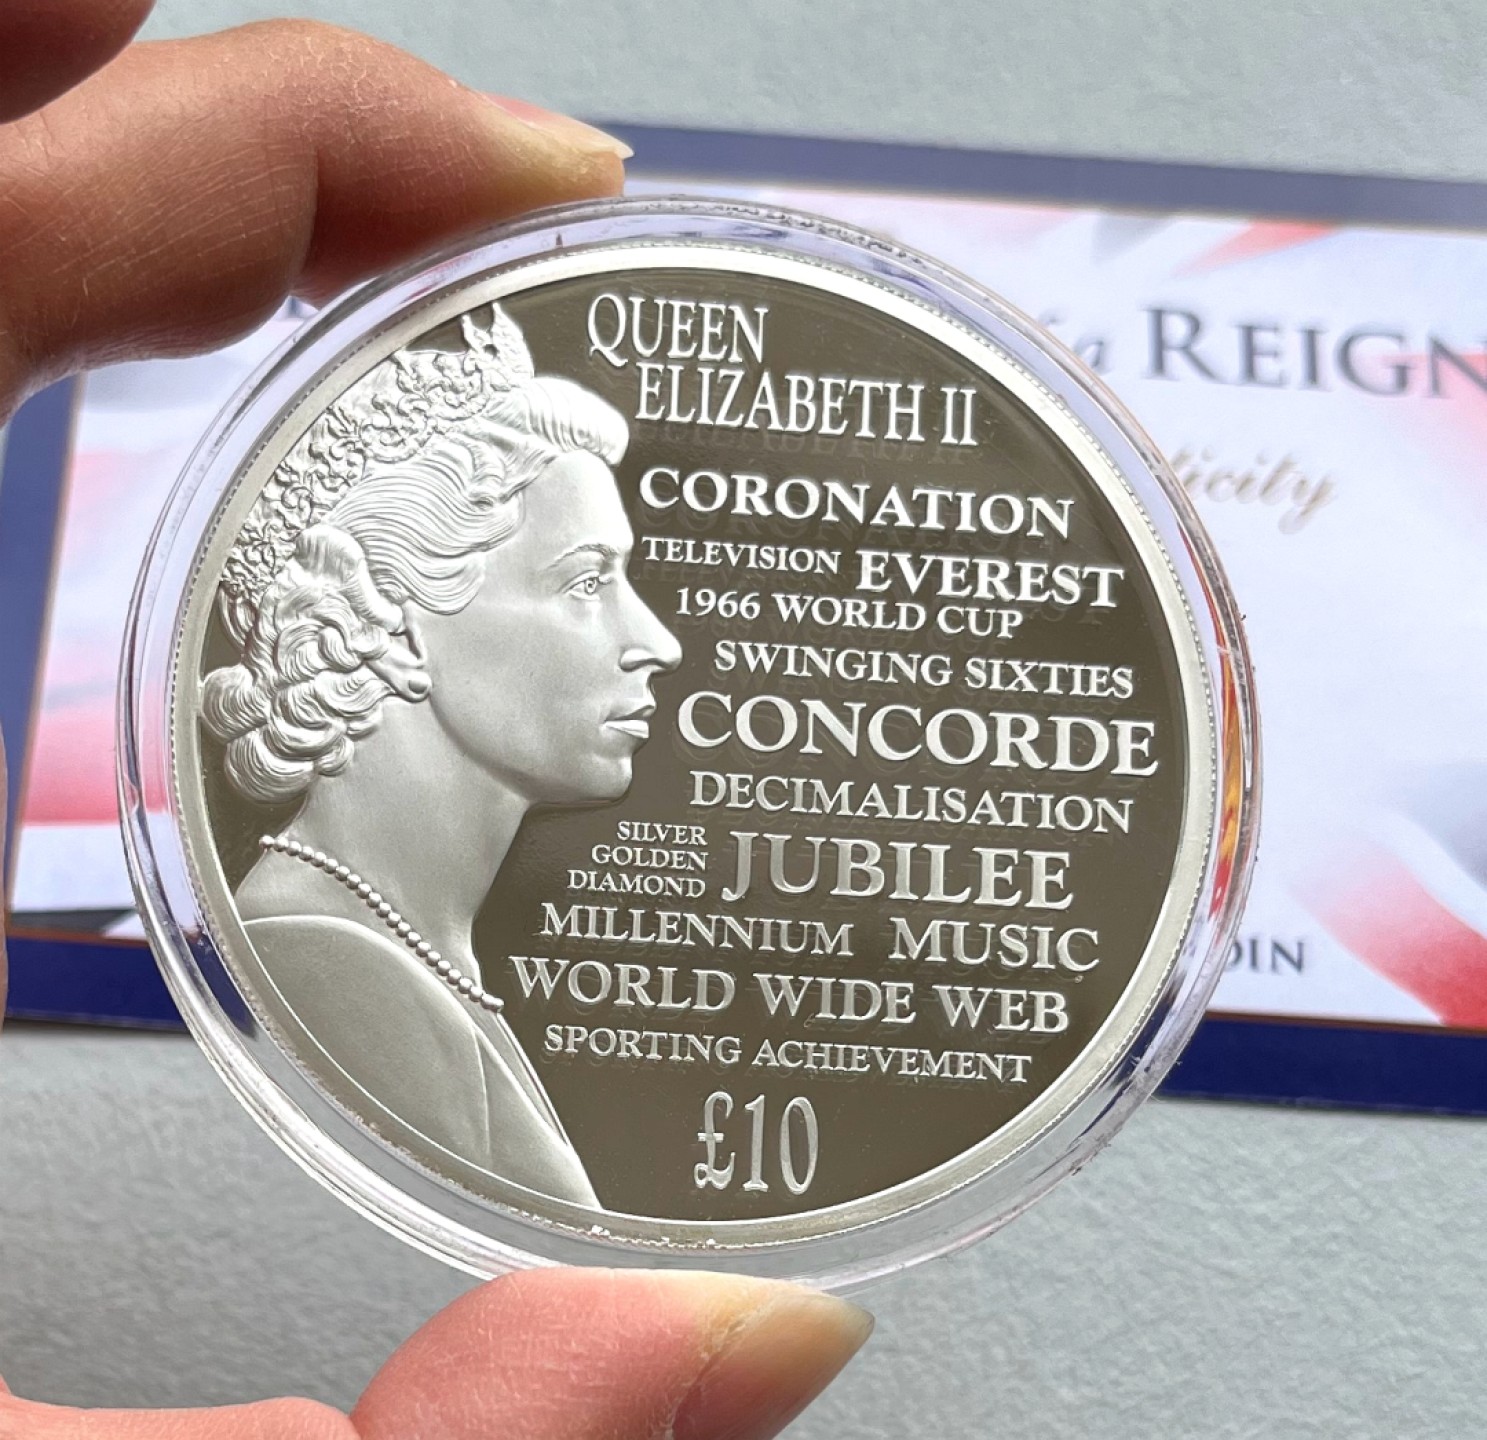 QUEEN
ELIZABETH II
CORONATION
TELEVISION EVEREST
1966 WORLD CUP
SWINGING SIXTIES
CONCORDE
DECIMALISATION
SILVER
GOLDEN
DIAMOND
JUBILEE
MILLENNIUM MUSIC
WORLD WIDE WEB
SPORTING ACHIEVEMENT
£10
a REIGN